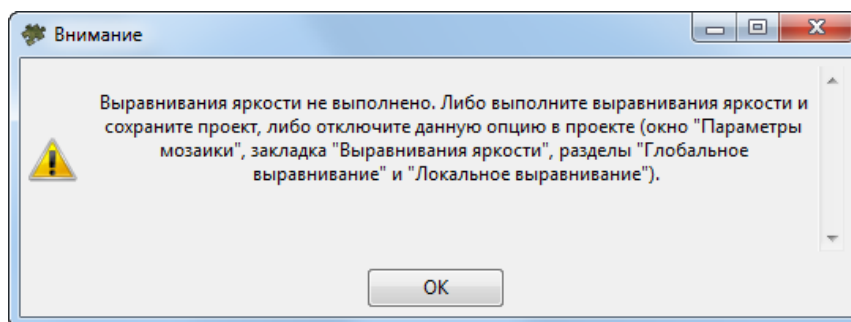 Внимание
Выравнивания яркости не выполнено. Либо выполните выравнивания яркости и
сохраните проект, либо отключите данную опцию в проекте (окно "Параметры
мозаики", закладка "Выравнивания яркости", разделы "Глобальное
выравнивание" и "Локальное выравнивание").
OK